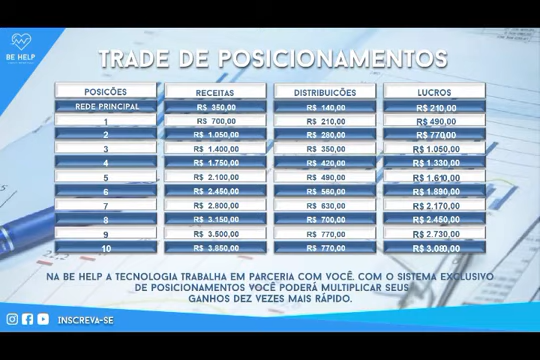 BE HELP
TRADE DE POSICIONAMENTOS
POSICÕES RECEITAS DISTRIBUICÕES LUCROS
REDE PRINCIPAL R$ 350,00 R$ 140,00 R$ 210,00
1 R$ 700,00 R$ 210,00 R$ 490,00
2 R$ 1.050,00 R$ 280,00 R$ 770,00
3 R$ 1.400,00 R$ 350,00 R$ 1.050,00
4 R$ 1.750,00 R$ 420,00 R$ 1.330,00
5 R$ 2.100,00 R$ 490,00 R$ 1.610,00
6 R$ 2.450,00 R$ 560,00 R$ 1.890,00
7 R$ 2.800,00 R$ 630,00 R$ 2.170,00
8 R$ 3.150,00 R$ 700,00 R$ 2.450,00
9 R$ 3.500,00 R$ 770,00 R$ 2.730,00
10 R$ 3.850,00 R$ 770,00 R$ 3.080,00
NA BE HELP A TECNOLOGIA TRABALHA EM PARCERIA COM VOCÊ. COM O SISTEMA EXCLUSIVO
DE POSICIONAMENTOS VOCÊ PODERÁ MULTIPLICAR SEUS
GANHOS DEZ VEZES MAIS RÁPIDO.
INSCREVA-SE